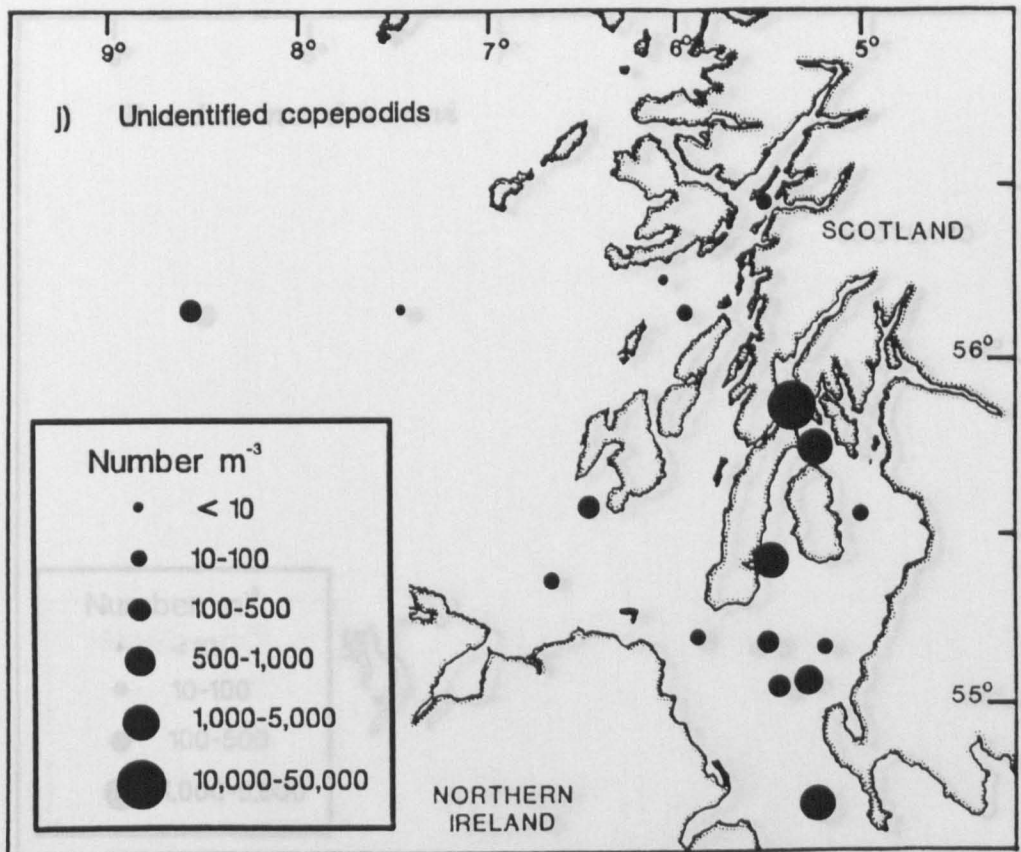 9° 8° 7° 6° 5°
j) Unidentified copepodids
SCOTLAND
56°
Number m⁻³
< 10
10-100
100-500
500-1,000
1,000-5,000
10,000-50,000
55°
NORTHERN
IRELAND